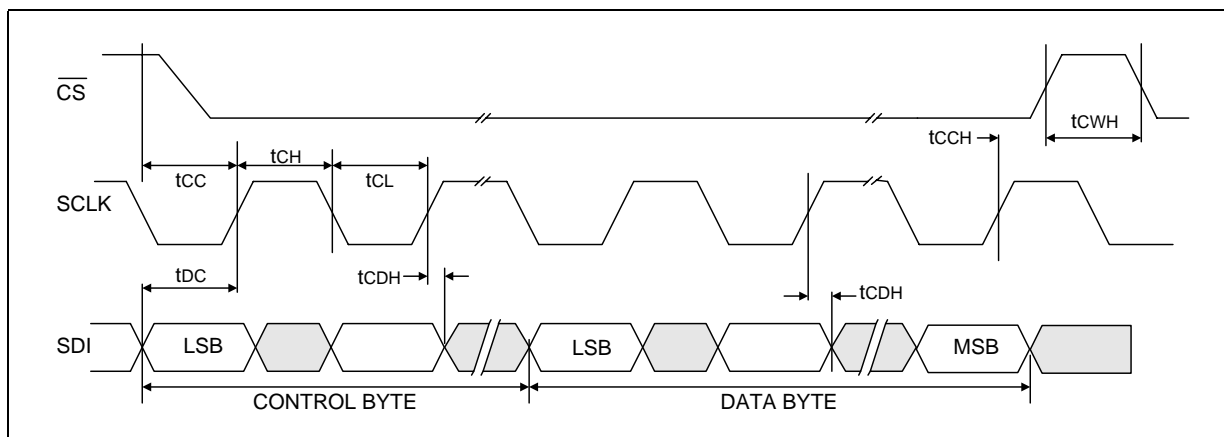 CS
tCWH
tCCH
tCH
tCC
tCL
SCLK
tDC
tCDH
tCDH
SDI
LSB
LSB
MSB
CONTROL BYTE
DATA BYTE